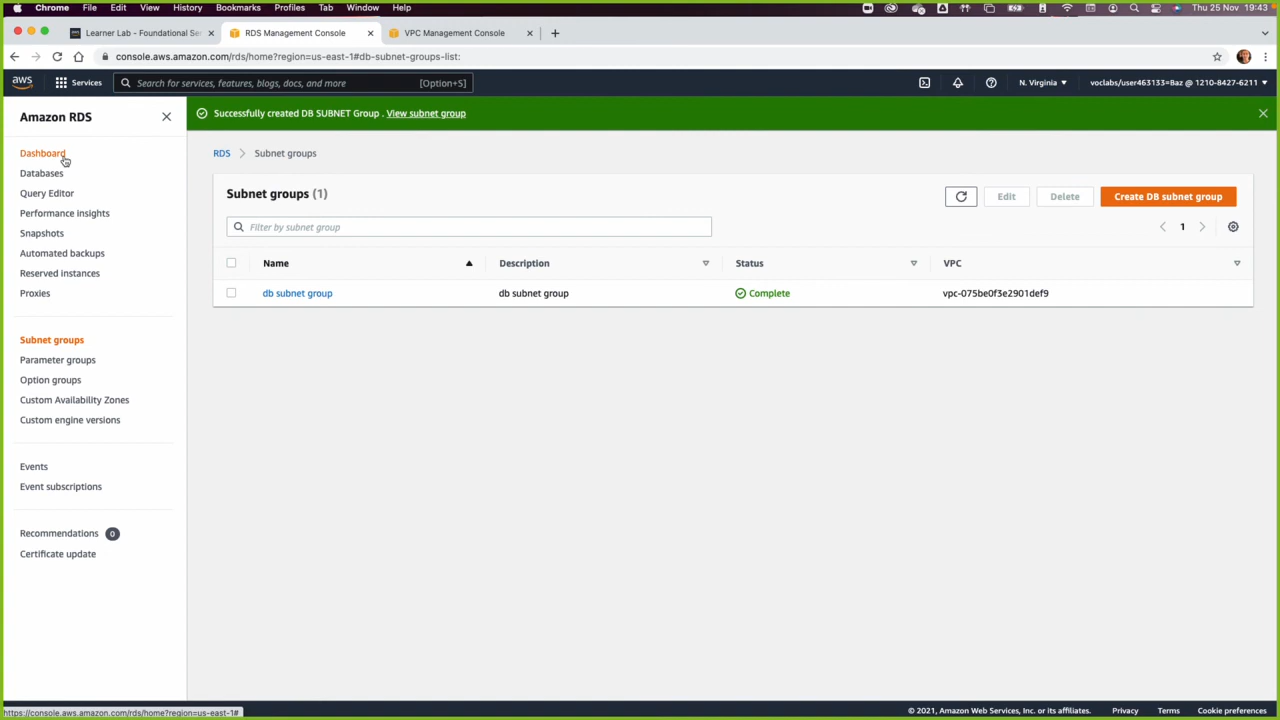 Chrome File Edit View History Bookmarks Profiles Tab Window Help Thu 25 Nov 19:43
Learner Lab - Foundational Se
RDS Management Console
VPC Management Console
console.aws.amazon.com/rds/home?region=us-east-1#db-subnet-groups-list:
aws Services Search for services, features, blogs, docs, and more [Option+S] N. Virginia voclabs/user463133=Baz @ 1210-8427-6211
Amazon RDS
Dashboard
Databases
Query Editor
Performance insights
Snapshots
Automated backups
Reserved instances
Proxies
Subnet groups
Parameter groups
Option groups
Custom Availability Zones
Custom engine versions
Events
Event subscriptions
Recommendations 0
Certificate update
Successfully created DB SUBNET Group . View subnet group
RDS > Subnet groups
Subnet groups (1)
Edit Delete Create DB subnet group
Filter by subnet group
1
Name Description Status VPC
db subnet group db subnet group Complete vpc-075be0f3e2901def9
https://console.aws.amazon.com/rds/home?region=us-east-1#
© 2021, Amazon Web Services, Inc. or its affiliates. Privacy Terms Cookie preferences